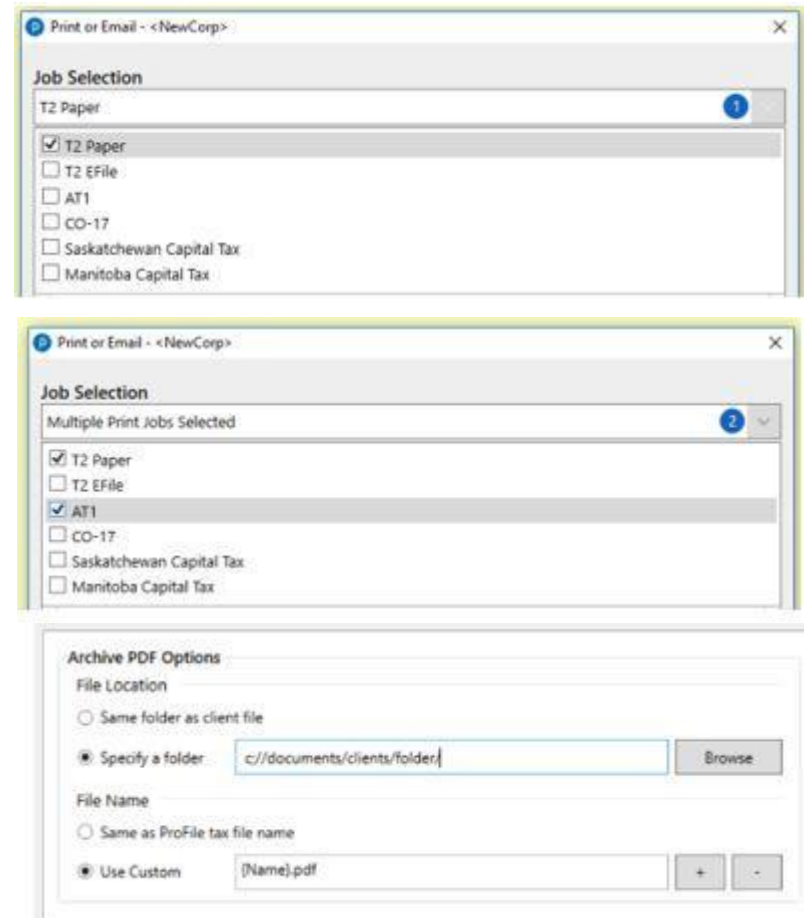 Print or Email - <NewCorp>
Job Selection
T2 Paper
1
T2 Paper
T2 EFile
AT1
CO-17
Saskatchewan Capital Tax
Manitoba Capital Tax
Print or Email - <NewCorp>
Job Selection
Multiple Print Jobs Selected
2
T2 Paper
T2 EFile
AT1
CO-17
Saskatchewan Capital Tax
Manitoba Capital Tax
Archive PDF Options
File Location
Same folder as client file
Specify a folder c://documents/clients/folder/ Browse
File Name
Same as ProFile tax file name
Use Custom {Name}.pdf + -